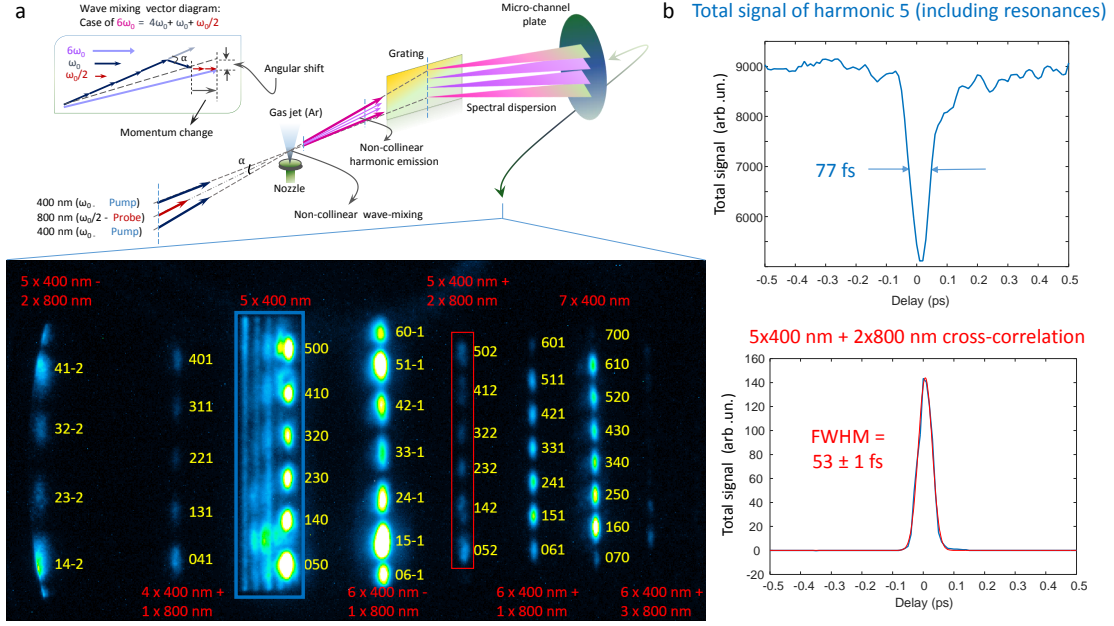 a
Wave mixing vector diagram:
Case of 6ω₀ = 4ω₀+ ω₀+ ω₀/2
6ω₀
ω₀
ω₀/2
α
Angular shift
Momentum change
Gas jet (Ar)
Nozzle
α
Grating
Micro-channel
plate
Spectral dispersion
Non-collinear
harmonic emission
Non-collinear wave-mixing
400 nm (ω₀ - Pump)
800 nm (ω₀/2 - Probe)
400 nm (ω₀ - Pump)
5 x 400 nm -
2 x 800 nm
5 x 400 nm
5 x 400 nm +
2 x 800 nm
7 x 400 nm
41-2
32-2
23-2
14-2
401
311
221
131
041
500
410
320
230
140
050
60-1
51-1
42-1
33-1
24-1
15-1
06-1
502
412
322
232
142
052
601
511
421
331
241
151
061
700
610
520
430
340
250
160
070
4 x 400 nm +
1 x 800 nm
6 x 400 nm -
1 x 800 nm
6 x 400 nm +
1 x 800 nm
6 x 400 nm +
3 x 800 nm
b
Total signal of harmonic 5 (including resonances)
Total signal (arb .un.)
9000
8000
7000
6000
77 fs
-0.5 -0.4 -0.3 -0.2 -0.1 0 0.1 0.2 0.3 0.4 0.5
Delay (ps)
5x400 nm + 2x800 nm cross-correlation
Total signal (arb .un.)
160
140
120
100
80
60
40
20
0
-20
FWHM =
53 ± 1 fs
-0.5 -0.4 -0.3 -0.2 -0.1 0 0.1 0.2 0.3 0.4 0.5
Delay (ps)